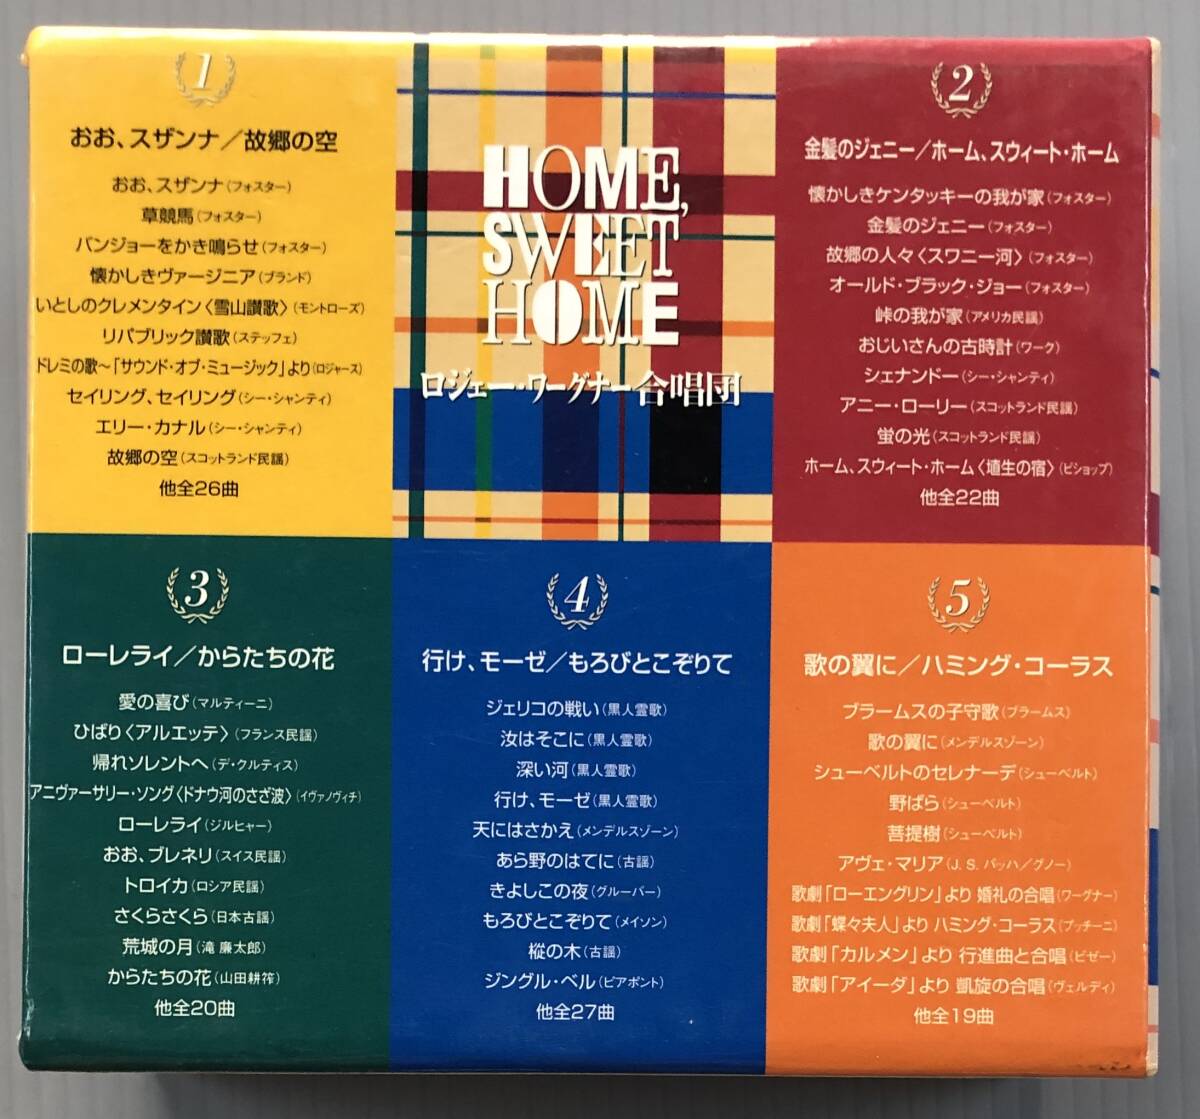 1
おお、スザンナ／故郷の空
おお、スザンナ(フォスター)
草競馬(フォスター)
バンジョーをかき鳴らせ(フォスター)
懐かしきヴァージニア(ブランド)
いとしのクレメンタイン〈雪山讃歌〉(モントローズ)
リパブリック讃歌(ステッフェ)
ドレミの歌〜「サウンド・オブ・ミュージック」より(ロジャース)
セイリング、セイリング(シー・シャンティ)
エリー・カナル(シー・シャンティ)
故郷の空(スコットランド民謡)
他全26曲
HOME,
SWEET
HOME
ロジェー・ワーグナー合唱団
2
金髪のジェニー／ホーム、スウィート・ホーム
懐かしきケンタッキーの我が家(フォスター)
金髪のジェニー(フォスター)
故郷の人々〈スワニー河〉(フォスター)
オールド・ブラック・ジョー(フォスター)
峠の我が家(アメリカ民謡)
おじいさんの古時計(ワーク)
シェナンドー(シー・シャンティ)
アニー・ローリー(スコットランド民謡)
蛍の光(スコットランド民謡)
ホーム、スウィート・ホーム〈埴生の宿〉(ビショップ)
他全22曲
3
ローレライ／からたちの花
愛の喜び(マルティーニ)
ひばり〈アルエッテ〉(フランス民謡)
帰れソレントへ(デ・クルティス)
アニヴァーサリー・ソング〈ドナウ河のさざ波〉(イヴァノヴィチ)
ローレライ(ジルヒャー)
おお、ブレネリ(スイス民謡)
トロイカ(ロシア民謡)
さくらさくら(日本古謡)
荒城の月(滝 廉太郎)
からたちの花(山田耕筰)
他全20曲
4
行け、モーゼ／もろびとこぞりて
ジェリコの戦い(黒人霊歌)
汝はそこに(黒人霊歌)
深い河(黒人霊歌)
行け、モーゼ(黒人霊歌)
天にはさかえ(メンデルスゾーン)
あら野のはてに(古謡)
きよしこの夜(グルーバー)
もろびとこぞりて(メイソン)
樅の木(古謡)
ジングル・ベル(ピアポント)
他全27曲
5
歌の翼に／ハミング・コーラス
ブラームスの子守歌(ブラームス)
歌の翼に(メンデルスゾーン)
シューベルトのセレナーデ(シューベルト)
野ばら(シューベルト)
菩提樹(シューベルト)
アヴェ・マリア(J. S. バッハ／グノー)
歌劇「ローエングリン」より 婚礼の合唱(ワーグナー)
歌劇「蝶々夫人」より ハミング・コーラス(プッチーニ)
歌劇「カルメン」より 行進曲と合唱(ビゼー)
歌劇「アイーダ」より 凱旋の合唱(ヴェルディ)
他全19曲